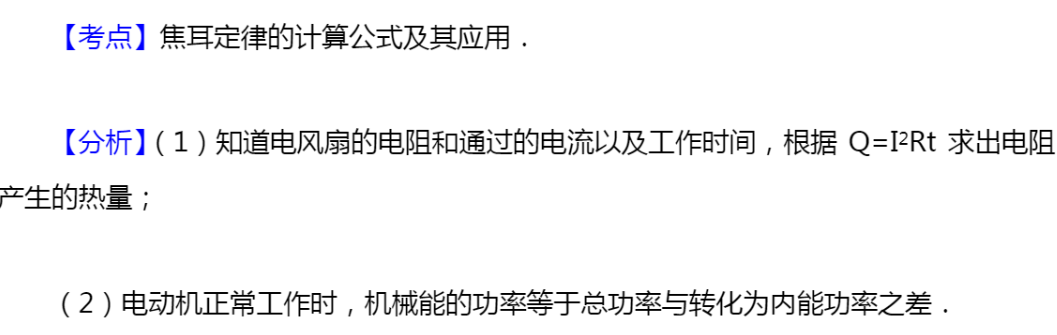 【考点】焦耳定律的计算公式及其应用．
【分析】（1）知道电风扇的电阻和通过的电流以及工作时间，根据 Q=I²Rt 求出电阻
产生的热量；
（2）电动机正常工作时，机械能的功率等于总功率与转化为内能功率之差．